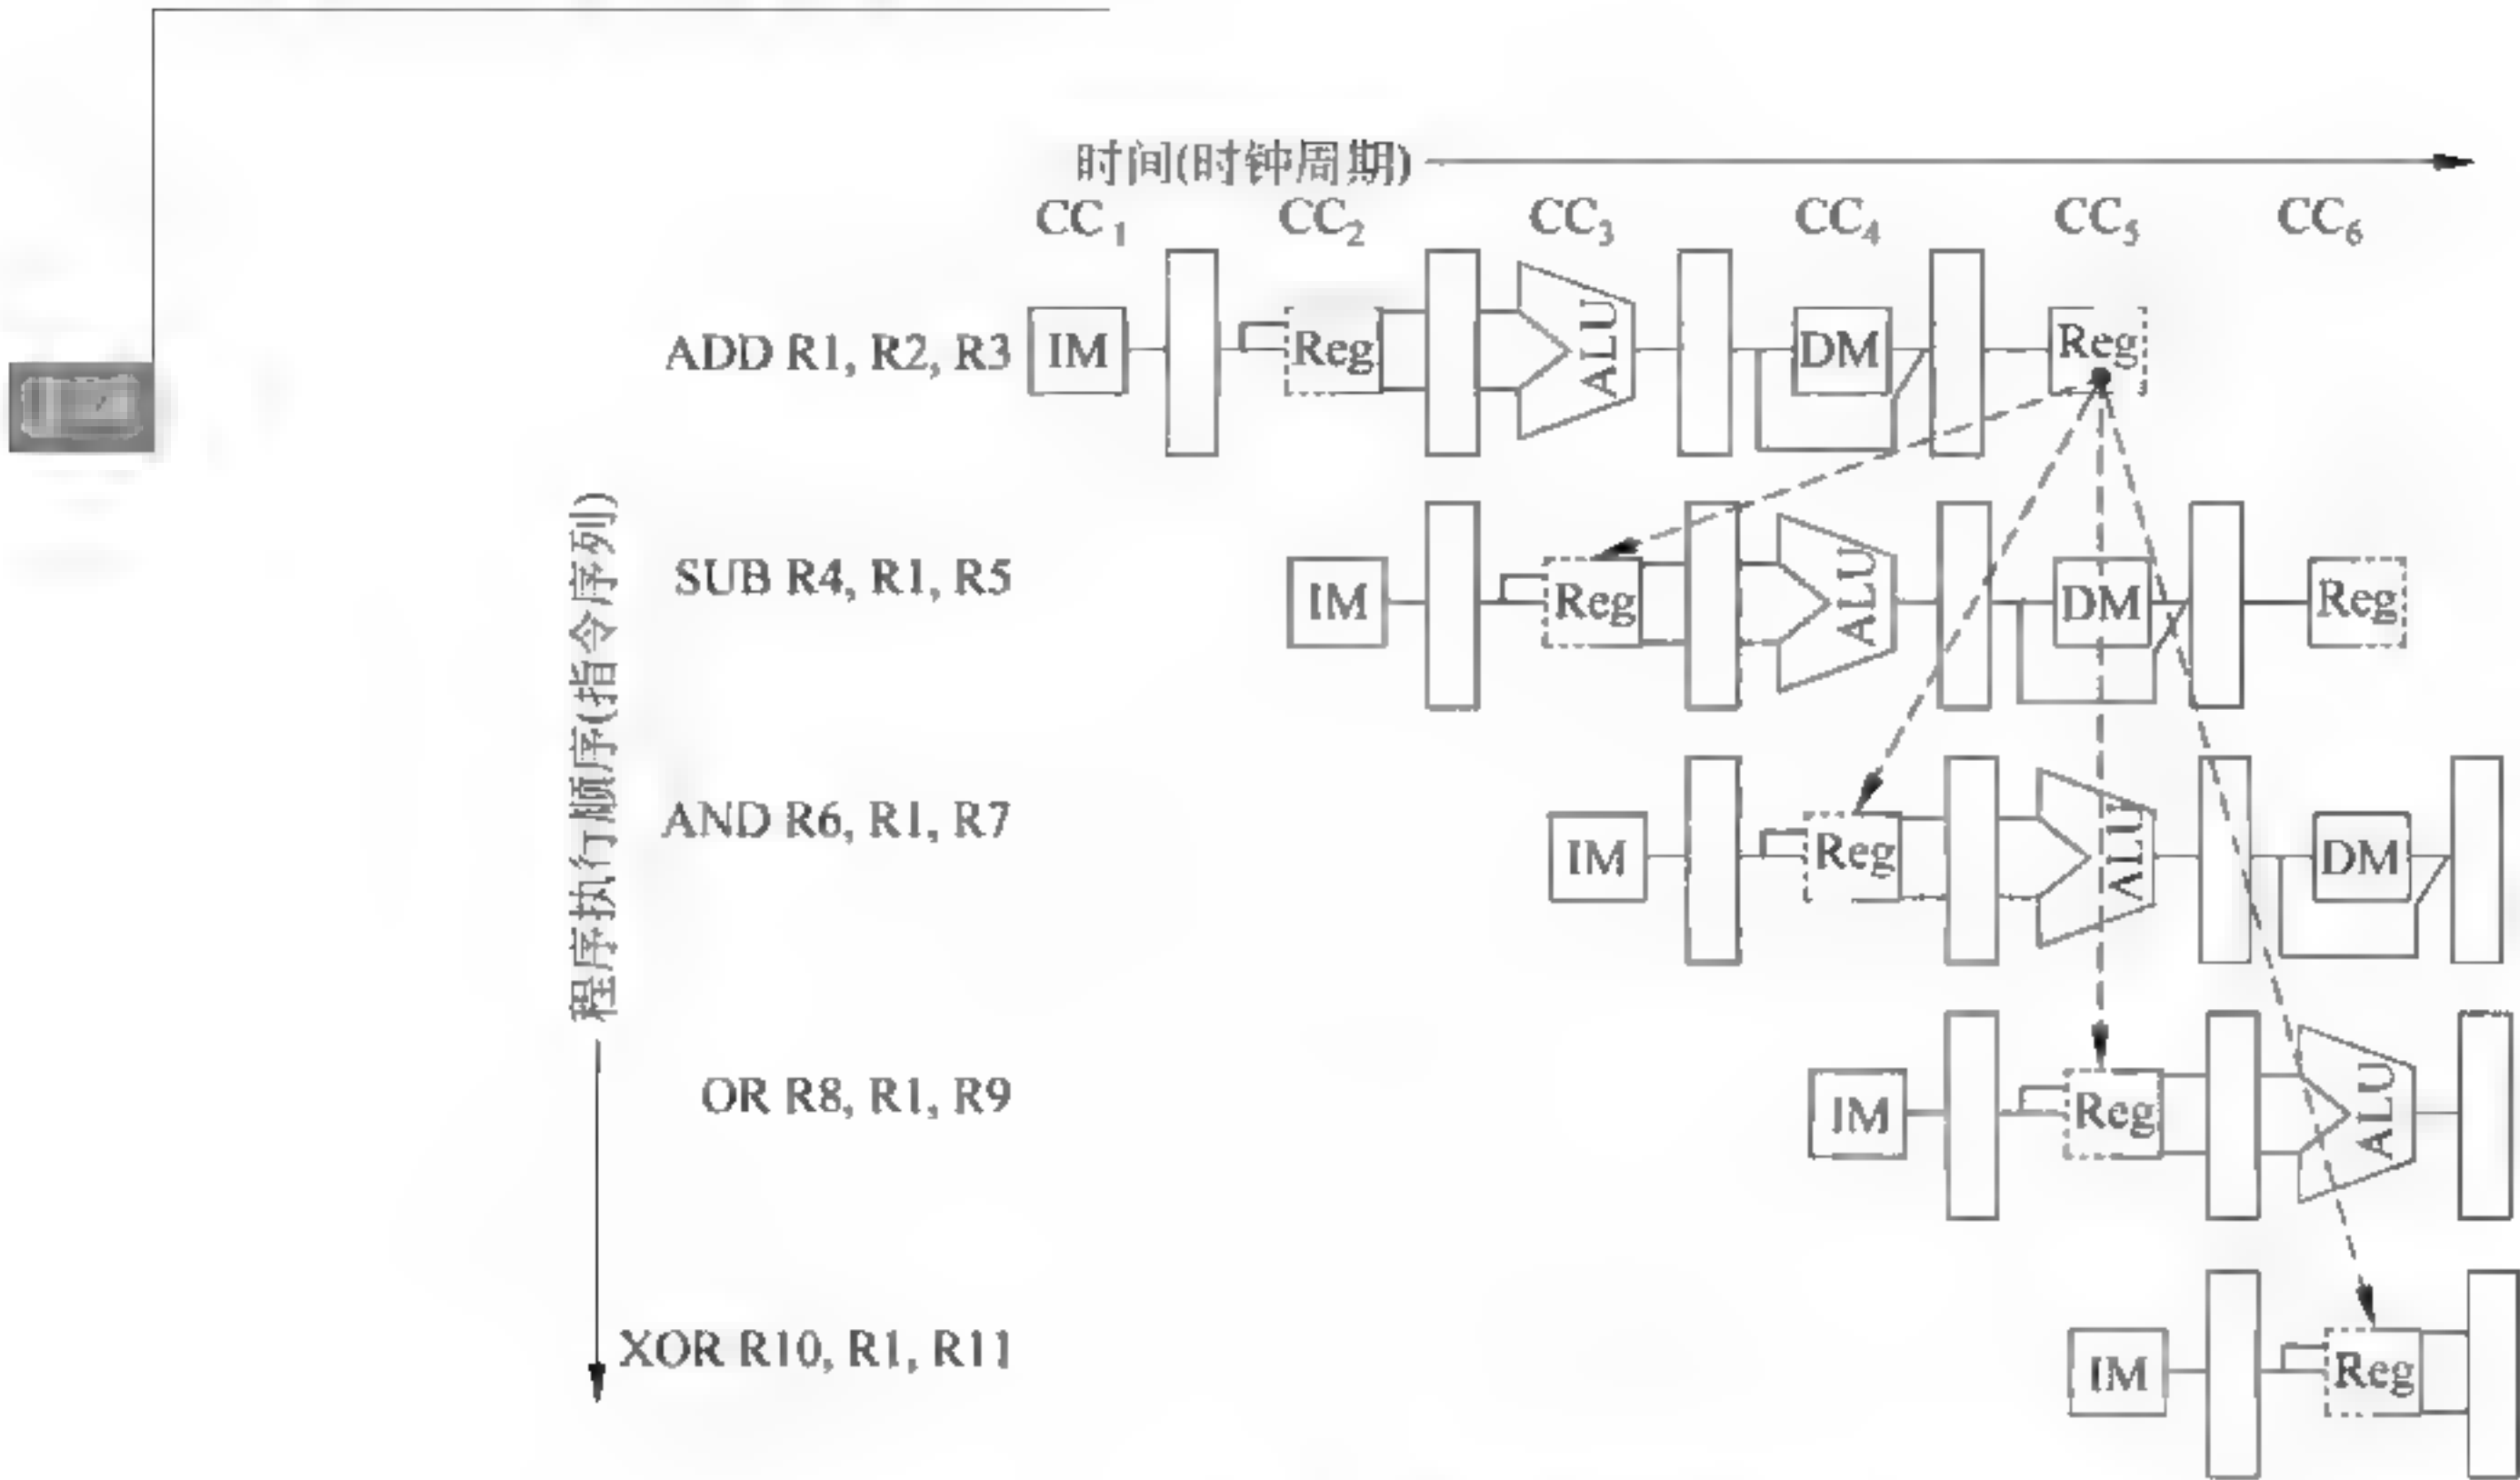 时间(时钟周期)
CC1 CC2 CC3 CC4 CC5 CC6
ADD R1, R2, R3 IM Reg ALU DM Reg
程序执行顺序(指令序列)
SUB R4, R1, R5 IM Reg ALU DM Reg
AND R6, R1, R7 IM Reg ALU DM
OR R8, R1, R9 IM Reg ALU
XOR R10, R1, R11 IM Reg